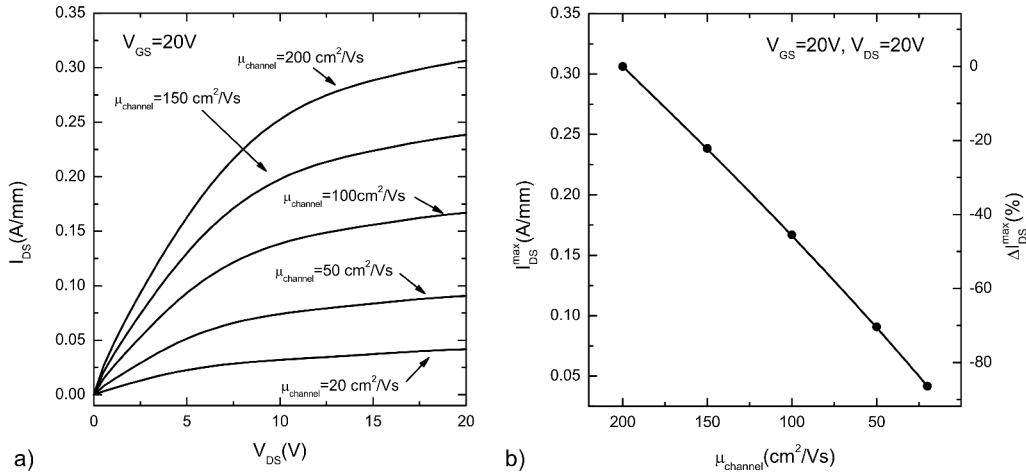 V_GS=20V
μ_channel=200 cm²/Vs
μ_channel=150 cm²/Vs
μ_channel=100cm²/Vs
μ_channel=50 cm²/Vs
μ_channel=20 cm²/Vs
0.30
0.25
0.20
0.15
0.10
0.05
0.00
I_DS(A/mm)
0 5 10 15 20
V_DS(V)
a)
V_GS=20V, V_DS=20V
0.30
0.25
0.20
0.15
0.10
0.05
I_DS^max(A/mm)
0
-20
-40
-60
-80
ΔI_DS^max(%)
200 150 100 50
μ_channel(cm²/Vs)
b)